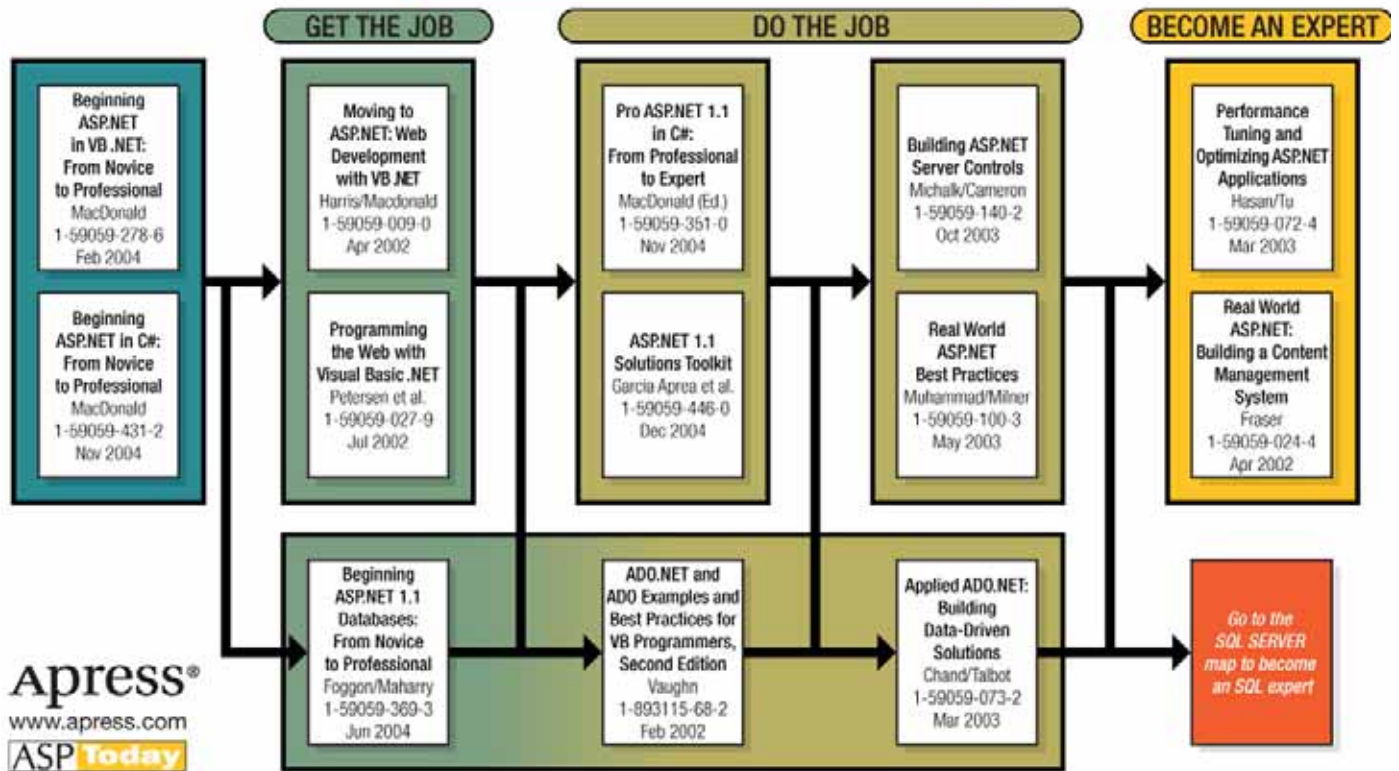 GET THE JOB
DO THE JOB
BECOME AN EXPERT
Beginning
ASP.NET
in VB .NET:
From Novice
to Professional
MacDonald
1-59059-278-6
Feb 2004
Beginning
ASP.NET in C#:
From Novice
to Professional
MacDonald
1-59059-431-2
Nov 2004
Moving to
ASP.NET: Web
Development
with VB .NET
Harris/Macdonald
1-59059-009-0
Apr 2002
Programming
the Web with
Visual Basic .NET
Petersen et al.
1-59059-027-9
Jul 2002
Pro ASP.NET 1.1
in C#:
From Professional
to Expert
MacDonald (Ed.)
1-59059-351-0
Nov 2004
ASP.NET 1.1
Solutions Toolkit
Garcia Aprea et al.
1-59059-446-0
Dec 2004
Building ASP.NET
Server Controls
Michalk/Cameron
1-59059-140-2
Oct 2003
Real World
ASP.NET
Best Practices
Muhammad/Milner
1-59059-100-3
May 2003
Performance
Tuning and
Optimizing ASP.NET
Applications
Hasan/Tu
1-59059-072-4
Mar 2003
Real World
ASP.NET:
Building a Content
Management
System
Fraser
1-59059-024-4
Apr 2002
Beginning
ASP.NET 1.1
Databases:
From Novice
to Professional
Foggon/Maharry
1-59059-369-3
Jun 2004
ADO.NET and
ADO Examples and
Best Practices for
VB Programmers,
Second Edition
Vaughn
1-893115-68-2
Feb 2002
Applied ADO.NET:
Building
Data-Driven
Solutions
Chand/Talbot
1-59059-073-2
Mar 2003
Go to the
SQL SERVER
map to become
an SQL expert
Apress®
www.apress.com
ASP Today